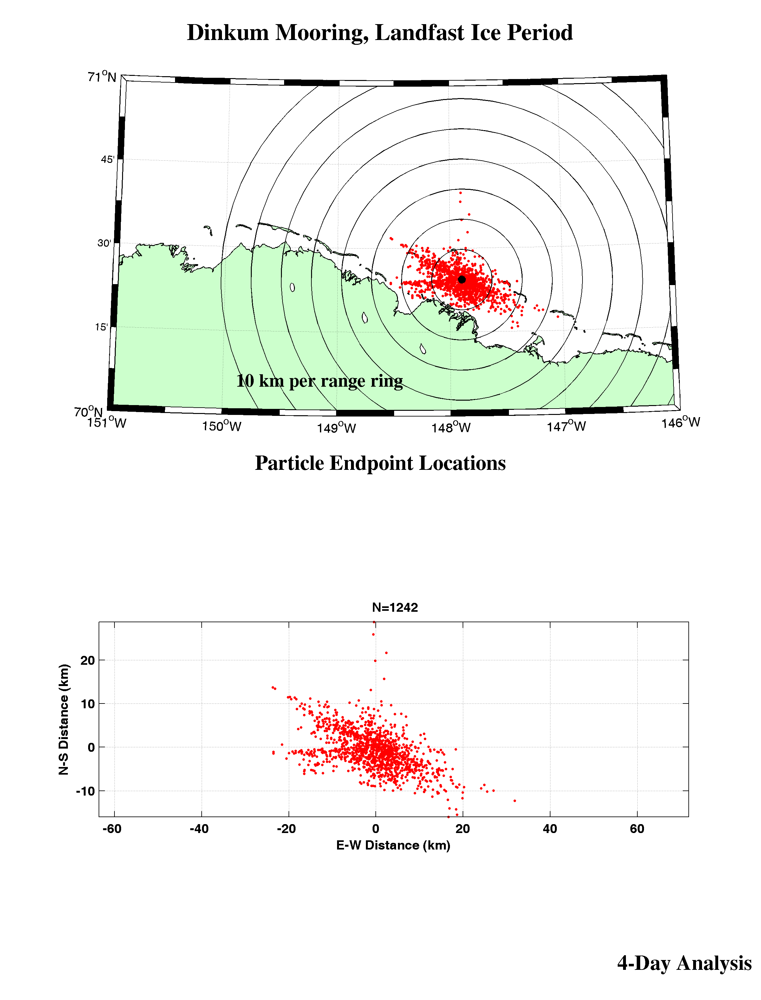 Dinkum Mooring, Landfast Ice Period
71°N
45'
30'
15'
70°N
10 km per range ring
151°W 150°W 149°W 148°W 147°W 146°W
Particle Endpoint Locations
N=1242
20
10
0
-10
N-S Distance (km)
-60 -40 -20 0 20 40 60
E-W Distance (km)
4-Day Analysis